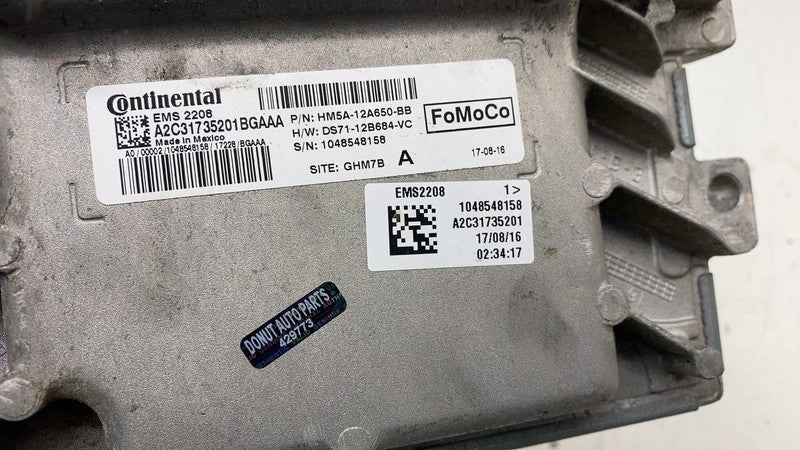 Continental
EMS 2208
A2C31735201BGAAA
Made in Mexico
A0/00002/1048548158/17228/BGAAA
P/N: HM5A-12A650-BB
H/W: DS71-12B684-VC
S/N: 1048548158
SITE: GHM7B A
FoMoCo
17-08-16
EMS2208 1>
1048548158
A2C31735201
17/08/16
02:34:17
DONUT AUTO PARTS
429773